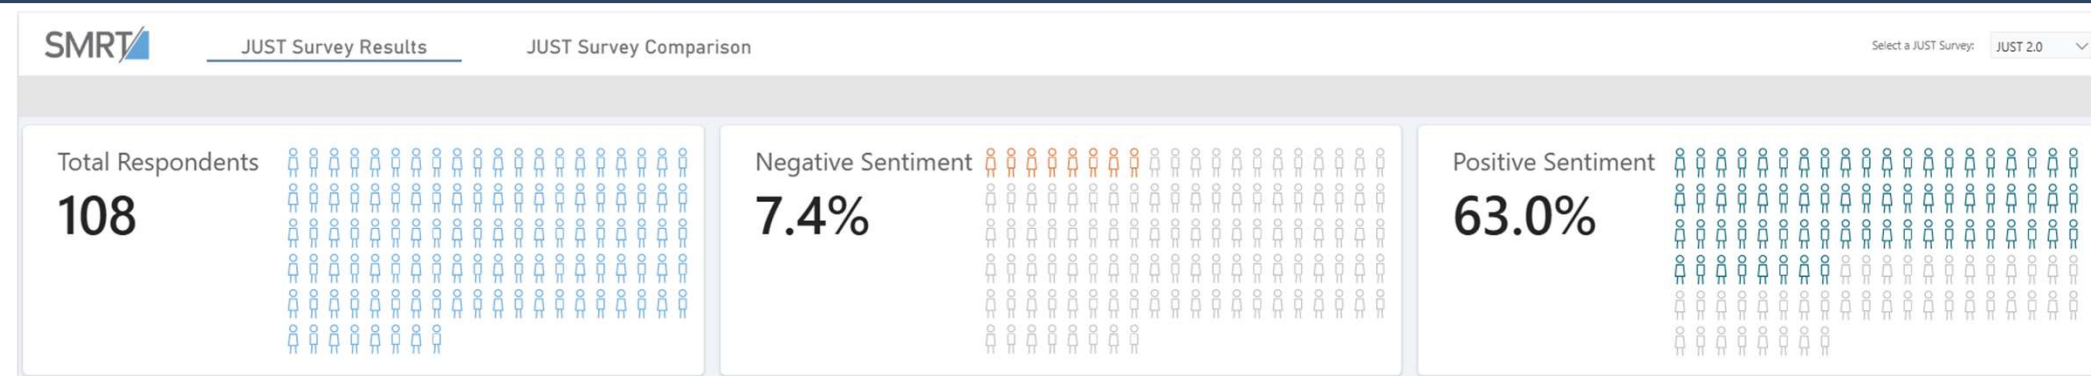 SMRT
JUST Survey Results
JUST Survey Comparison
Select a JUST Survey:
JUST 2.0
Total Respondents
108
Negative Sentiment
7.4%
Positive Sentiment
63.0%